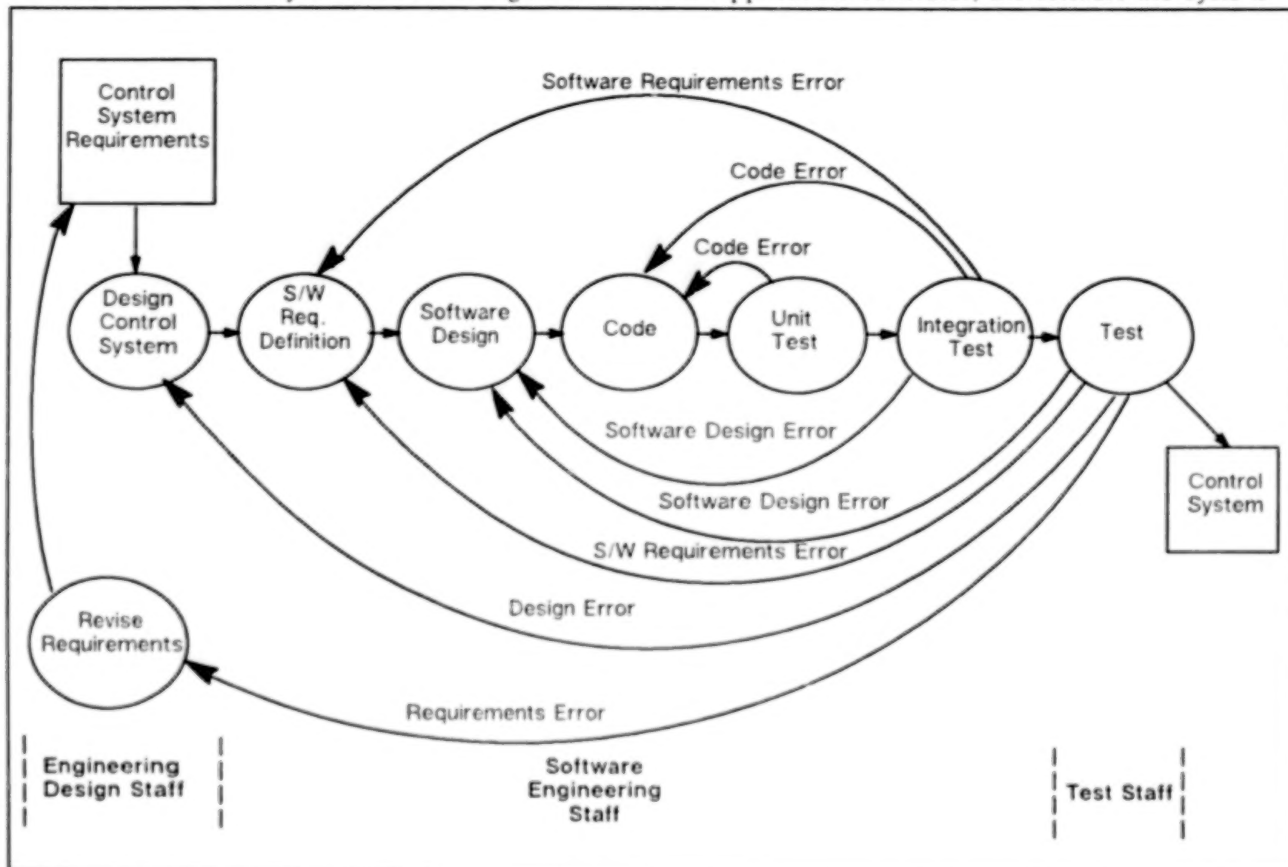 Control
System
Requirements
Software Requirements Error
Code Error
Code Error
Design
Control
System
S/W
Req.
Definition
Software
Design
Code
Unit
Test
Integration
Test
Test
Software Design Error
Software Design Error
S/W Requirements Error
Design Error
Requirements Error
Control
System
Revise
Requirements
Engineering
Design Staff
Software
Engineering
Staff
Test Staff